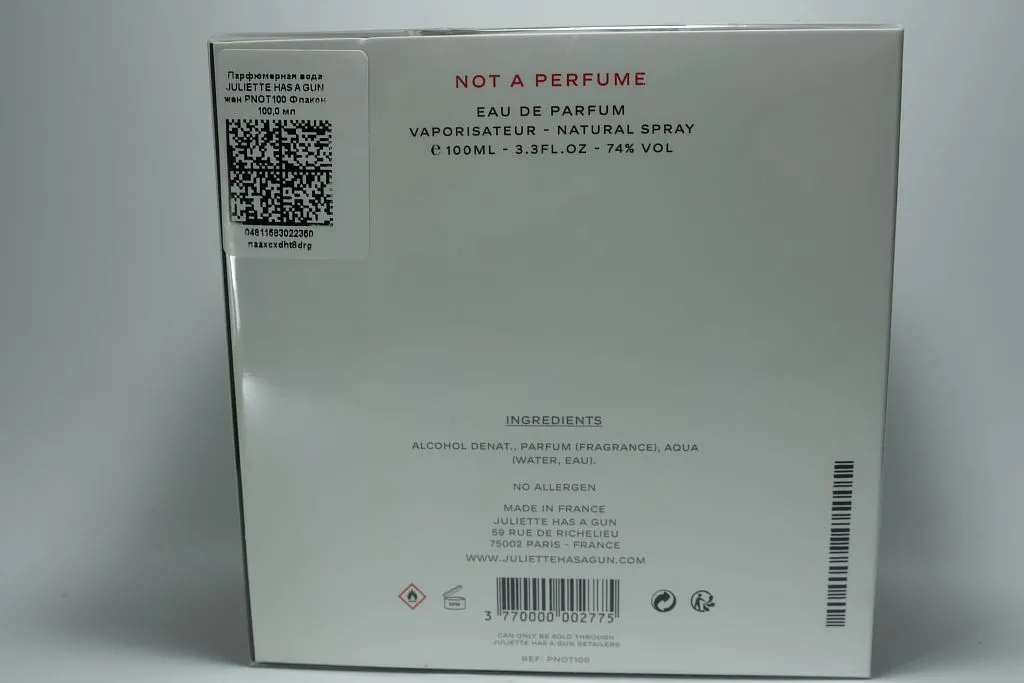 Парфюмерная вода
JULIETTE HAS A GUN
жен PNOT100 Флакон
100,0 мл
04811583022350
naaxcxdht8drg
NOT A PERFUME
EAU DE PARFUM
VAPORISATEUR - NATURAL SPRAY
℮ 100ML - 3.3FL.OZ - 74% VOL
INGREDIENTS
ALCOHOL DENAT., PARFUM (FRAGRANCE), AQUA
(WATER, EAU).
NO ALLERGEN
MADE IN FRANCE
JULIETTE HAS A GUN
59 RUE DE RICHELIEU
75002 PARIS - FRANCE
WWW.JULIETTEHASAGUN.COM
3 770000 002775
CAN ONLY BE SOLD THROUGH
JULIETTE HAS A GUN RETAILERS
REF: PNOT100